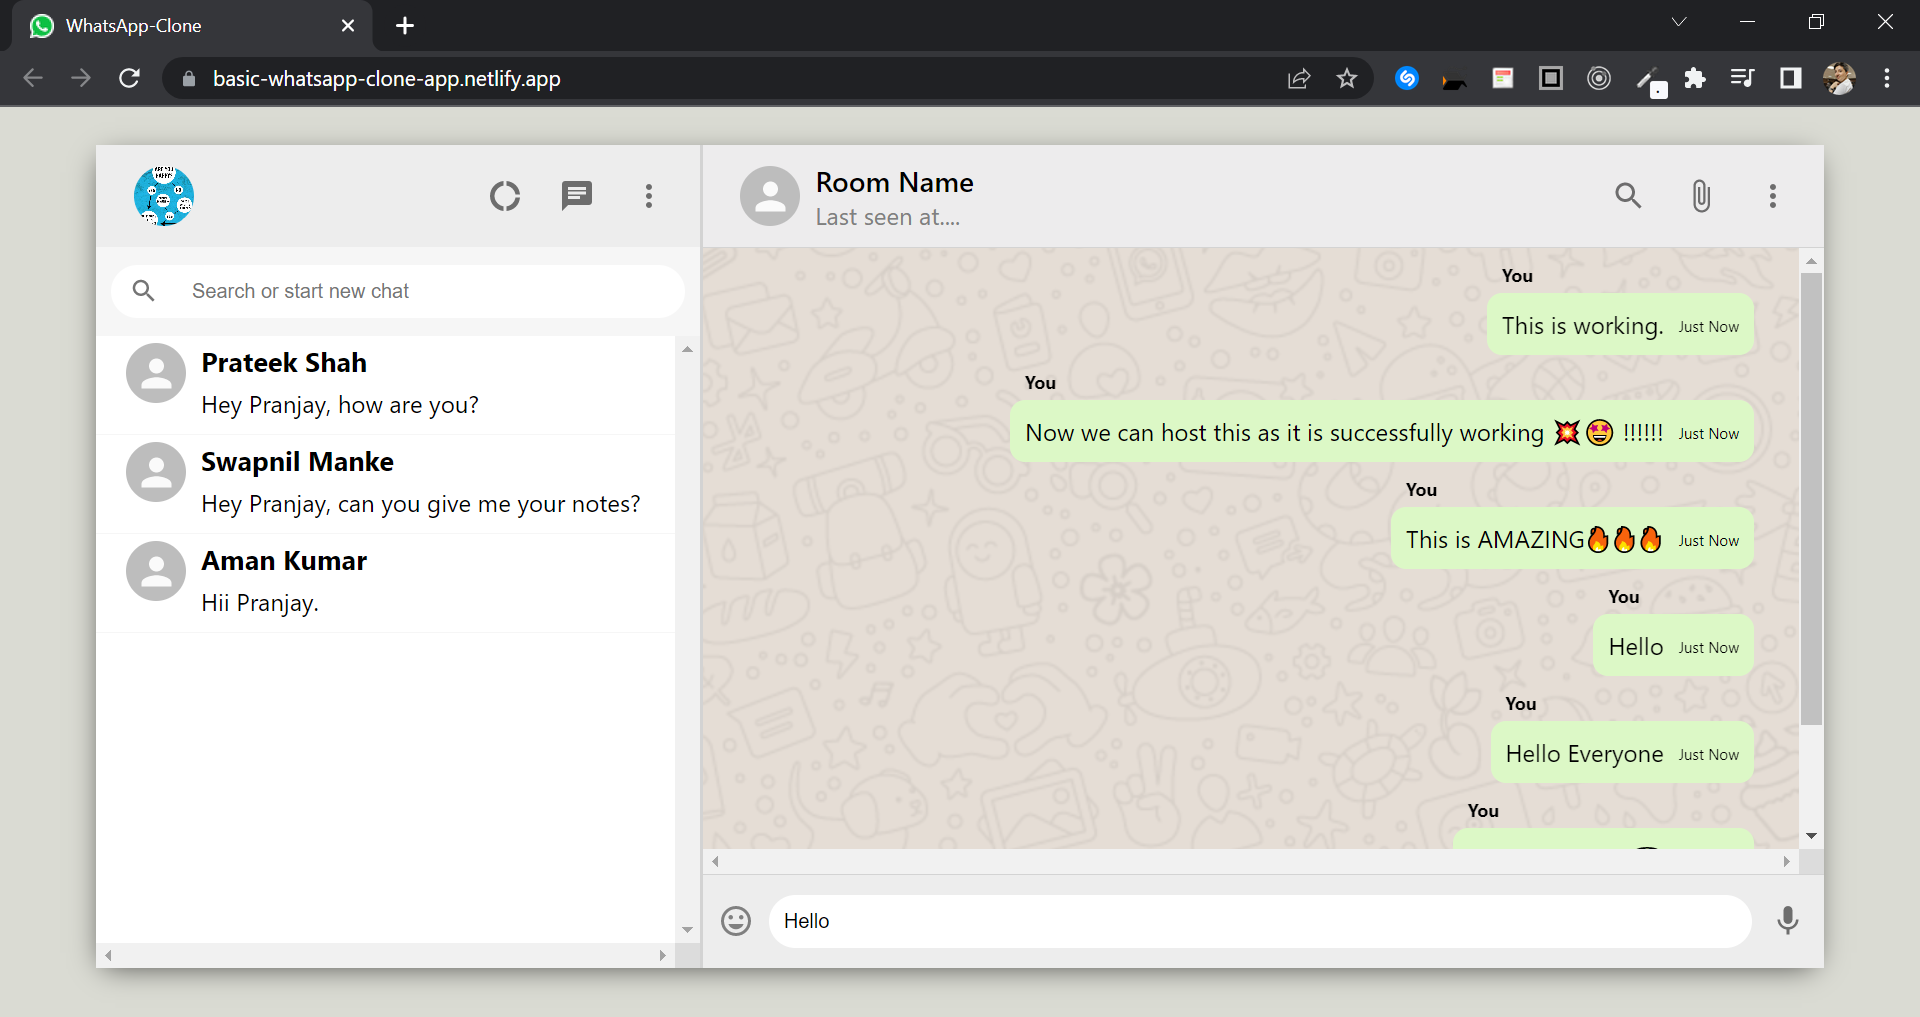 WhatsApp-Clone
basic-whatsapp-clone-app.netlify.app
Room Name
Last seen at....
Search or start new chat
Prateek Shah
Hey Pranjay, how are you?
Swapnil Manke
Hey Pranjay, can you give me your notes?
Aman Kumar
Hii Pranjay.
You
This is working. Just Now
You
Now we can host this as it is successfully working 💥🤩 !!!!!! Just Now
You
This is AMAZING🔥🔥🔥 Just Now
You
Hello Just Now
You
Hello Everyone Just Now
You
Hello